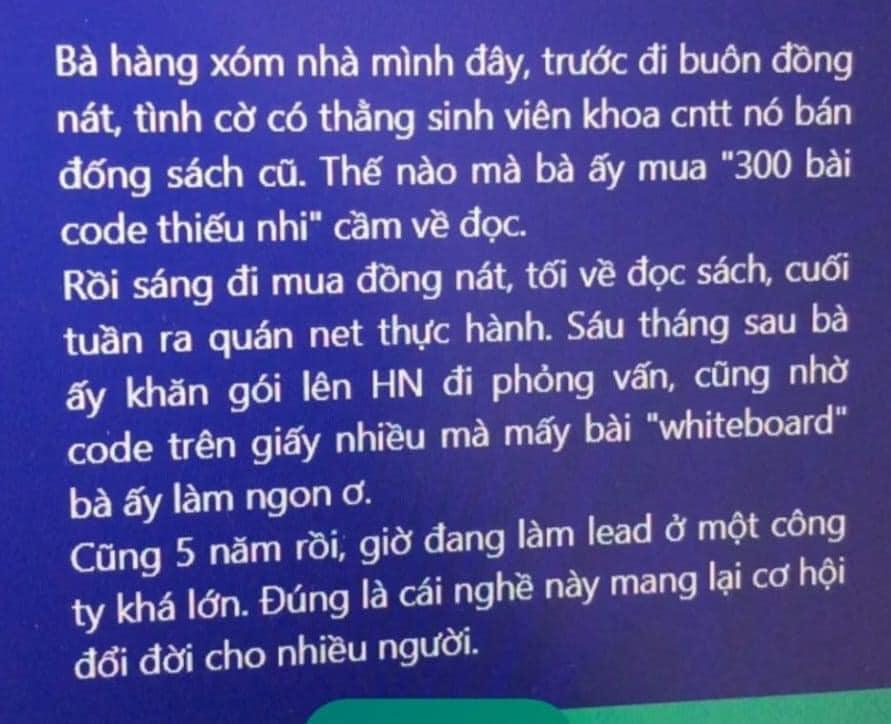 Bà hàng xóm nhà mình đây, trước đi buôn đồng
nát, tình cờ có thằng sinh viên khoa cntt nó bán
đống sách cũ. Thế nào mà bà ấy mua "300 bài
code thiếu nhi" cầm về đọc.
Rồi sáng đi mua đồng nát, tối về đọc sách, cuối
tuần ra quán net thực hành. Sáu tháng sau bà
ấy khăn gói lên HN đi phỏng vấn, cũng nhờ
code trên giấy nhiều mà mấy bài "whiteboard"
bà ấy làm ngon ơ.
Cũng 5 năm rồi, giờ đang làm lead ở một công
ty khá lớn. Đúng là cái nghề này mang lại cơ hội
đổi đời cho nhiều người.